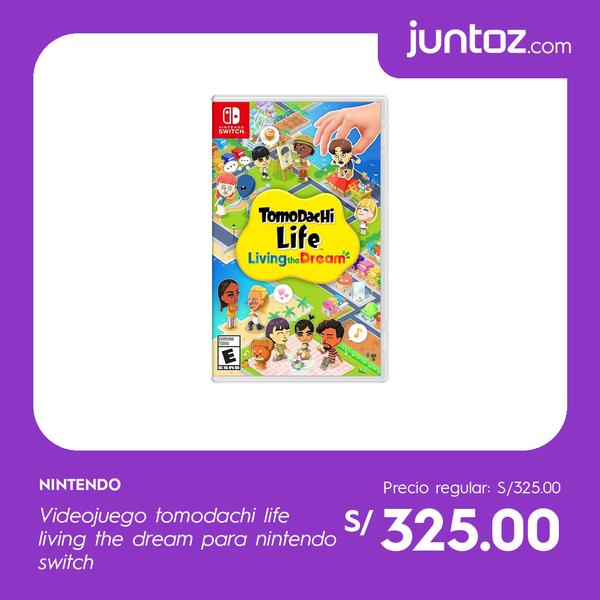 juntoz.com
NINTENDO
SWITCH
TOMODACHI
Life
Living the Dream
EVERYONE
E
ESRB
NINTENDO
Precio regular: S/325.00
Videojuego tomodachi life
living the dream para nintendo
switch
S/ 325.00